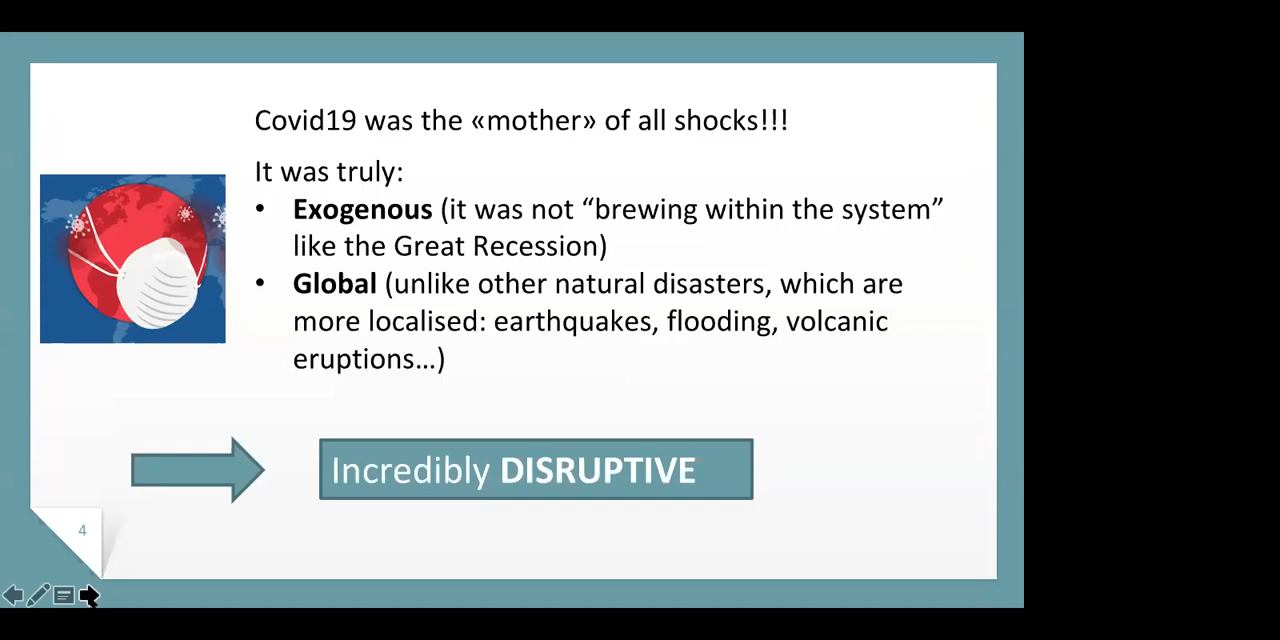 Covid19 was the «mother» of all shocks!!!
It was truly:
• Exogenous (it was not “brewing within the system”
like the Great Recession)
• Global (unlike other natural disasters, which are
more localised: earthquakes, flooding, volcanic
eruptions…)
Incredibly DISRUPTIVE
4